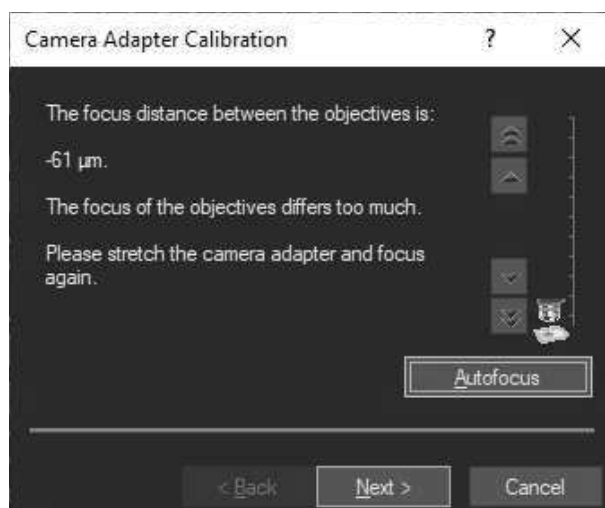 Camera Adapter Calibration ? ×
The focus distance between the objectives is:
-61 µm.
The focus of the objectives differs too much.
Please stretch the camera adapter and focus
again.
Autofocus
< Back Next > Cancel